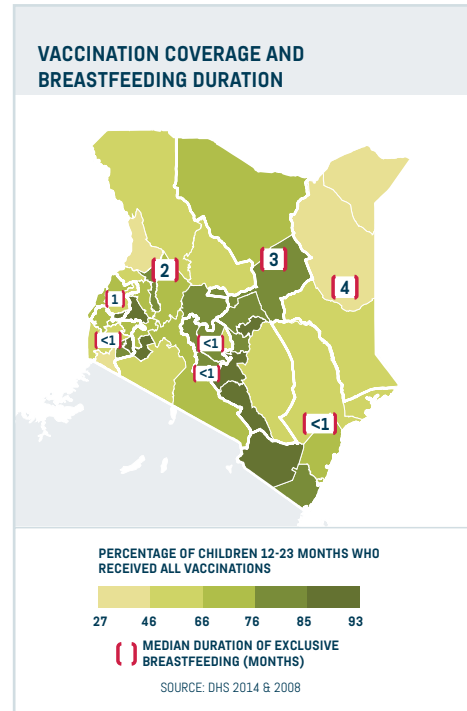 VACCINATION COVERAGE AND
BREASTFEEDING DURATION
3
2
4
1
<1
<1
<1
<1
PERCENTAGE OF CHILDREN 12-23 MONTHS WHO
RECEIVED ALL VACCINATIONS
27 46 66 76 85 93
MEDIAN DURATION OF EXCLUSIVE
BREASTFEEDING (MONTHS)
SOURCE: DHS 2014 & 2008